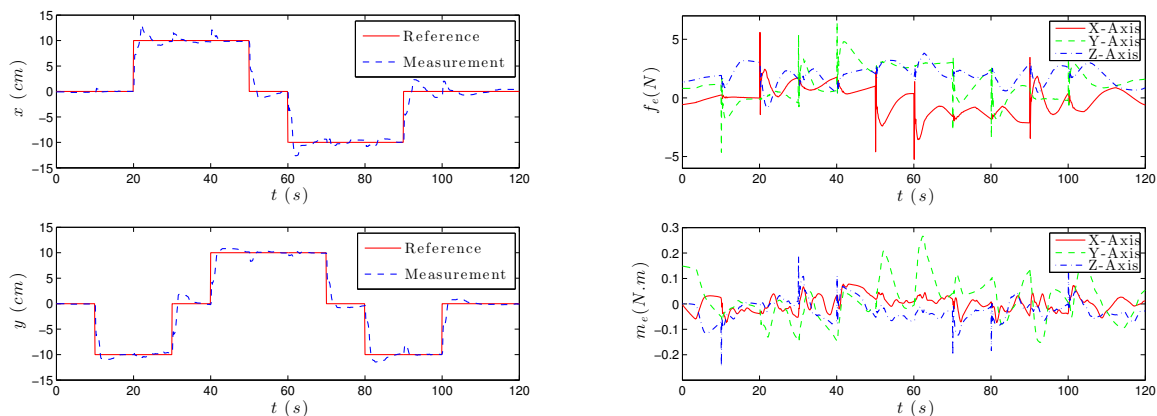 15
10
5
0
−5
−10
−15
x (cm)
0 20 40 60 80 100 120
t (s)
Reference
Measurement
15
10
5
0
−5
−10
−15
y (cm)
0 20 40 60 80 100 120
t (s)
Reference
Measurement
5
0
−5
f_e(N)
0 20 40 60 80 100 120
t (s)
X-Axis
Y-Axis
Z-Axis
0.3
0.2
0.1
0
−0.1
−0.2
m_e(N.m)
0 20 40 60 80 100 120
t (s)
X-Axis
Y-Axis
Z-Axis